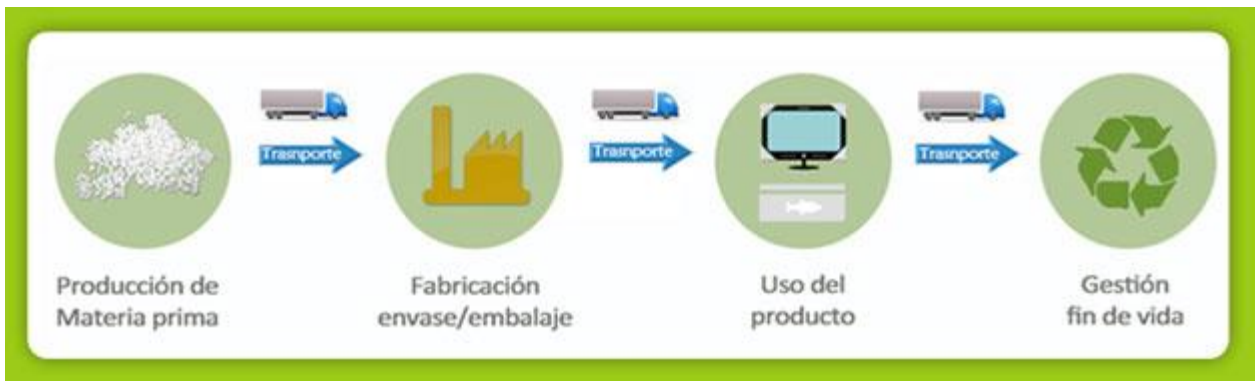 Trasnporte
Trasnporte
Trasnporte
Producción de
Materia prima
Fabricación
envase/embalaje
Uso del
producto
Gestión
fin de vida